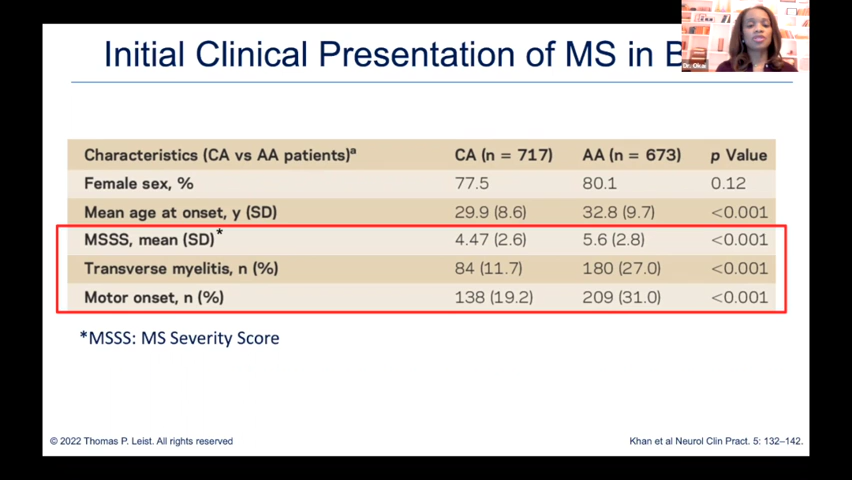 Initial Clinical Presentation of MS in
Dr. Okai
Characteristics (CA vs AA patients)ᵃ CA (n = 717) AA (n = 673) p Value
Female sex, % 77.5 80.1 0.12
Mean age at onset, y (SD) 29.9 (8.6) 32.8 (9.7) <0.001
MSSS, mean (SD)* 4.47 (2.6) 5.6 (2.8) <0.001
Transverse myelitis, n (%) 84 (11.7) 180 (27.0) <0.001
Motor onset, n (%) 138 (19.2) 209 (31.0) <0.001
*MSSS: MS Severity Score
© 2022 Thomas P. Leist. All rights reserved
Khan et al Neurol Clin Pract. 5: 132–142.